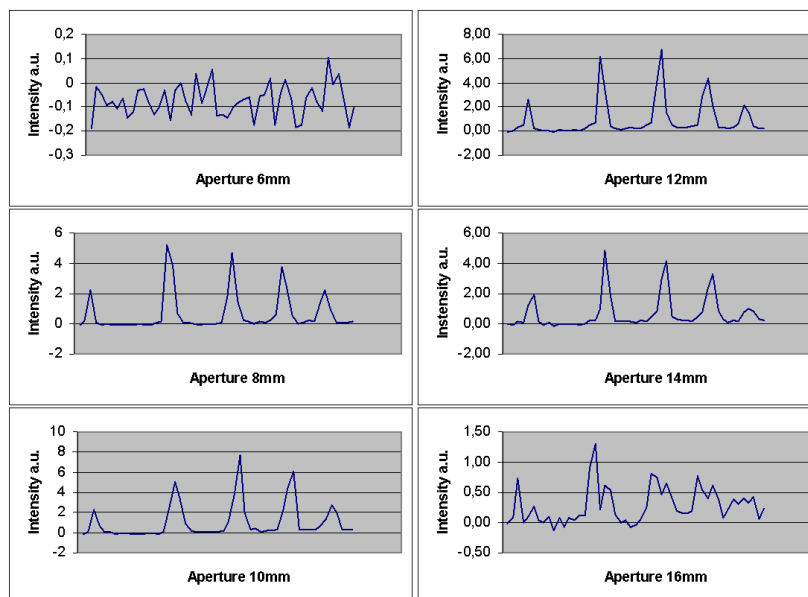 Intensity a.u.
0,2
0,1
0
-0,1
-0,2
-0,3
Aperture 6mm
Intensity a.u
8,00
6,00
4,00
2,00
0,00
-2,00
Aperture 12mm
Intensity a.u.
6
4
2
0
-2
Aperture 8mm
Instensity a.u.
6,00
4,00
2,00
0,00
-2,00
Aperture 14mm
Intensity a.u.
10
8
6
4
2
0
-2
Aperture 10mm
Intensity a.u.
1,50
1,00
0,50
0,00
-0,50
Aperture 16mm